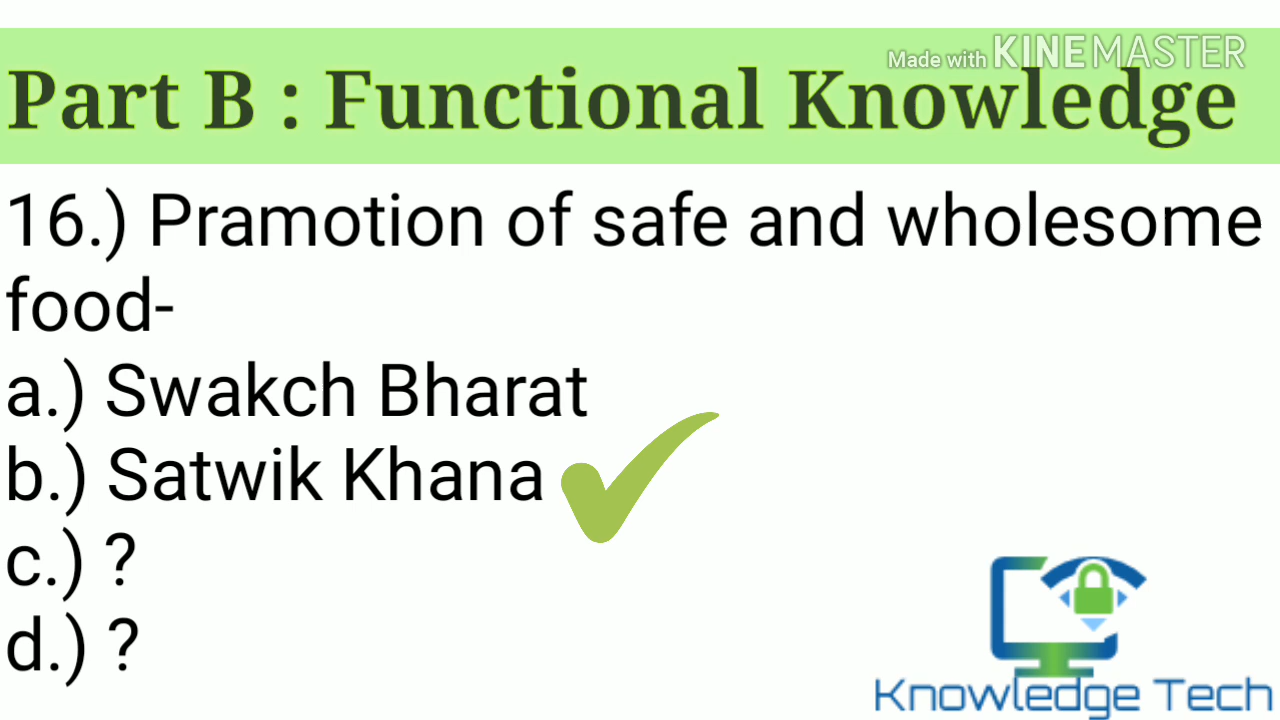 Made with KINEMASTER
Part B : Functional Knowledge
16.) Pramotion of safe and wholesome
food-
a.) Swakch Bharat
b.) Satwik Khana
c.) ?
d.) ?
Knowledge Tech